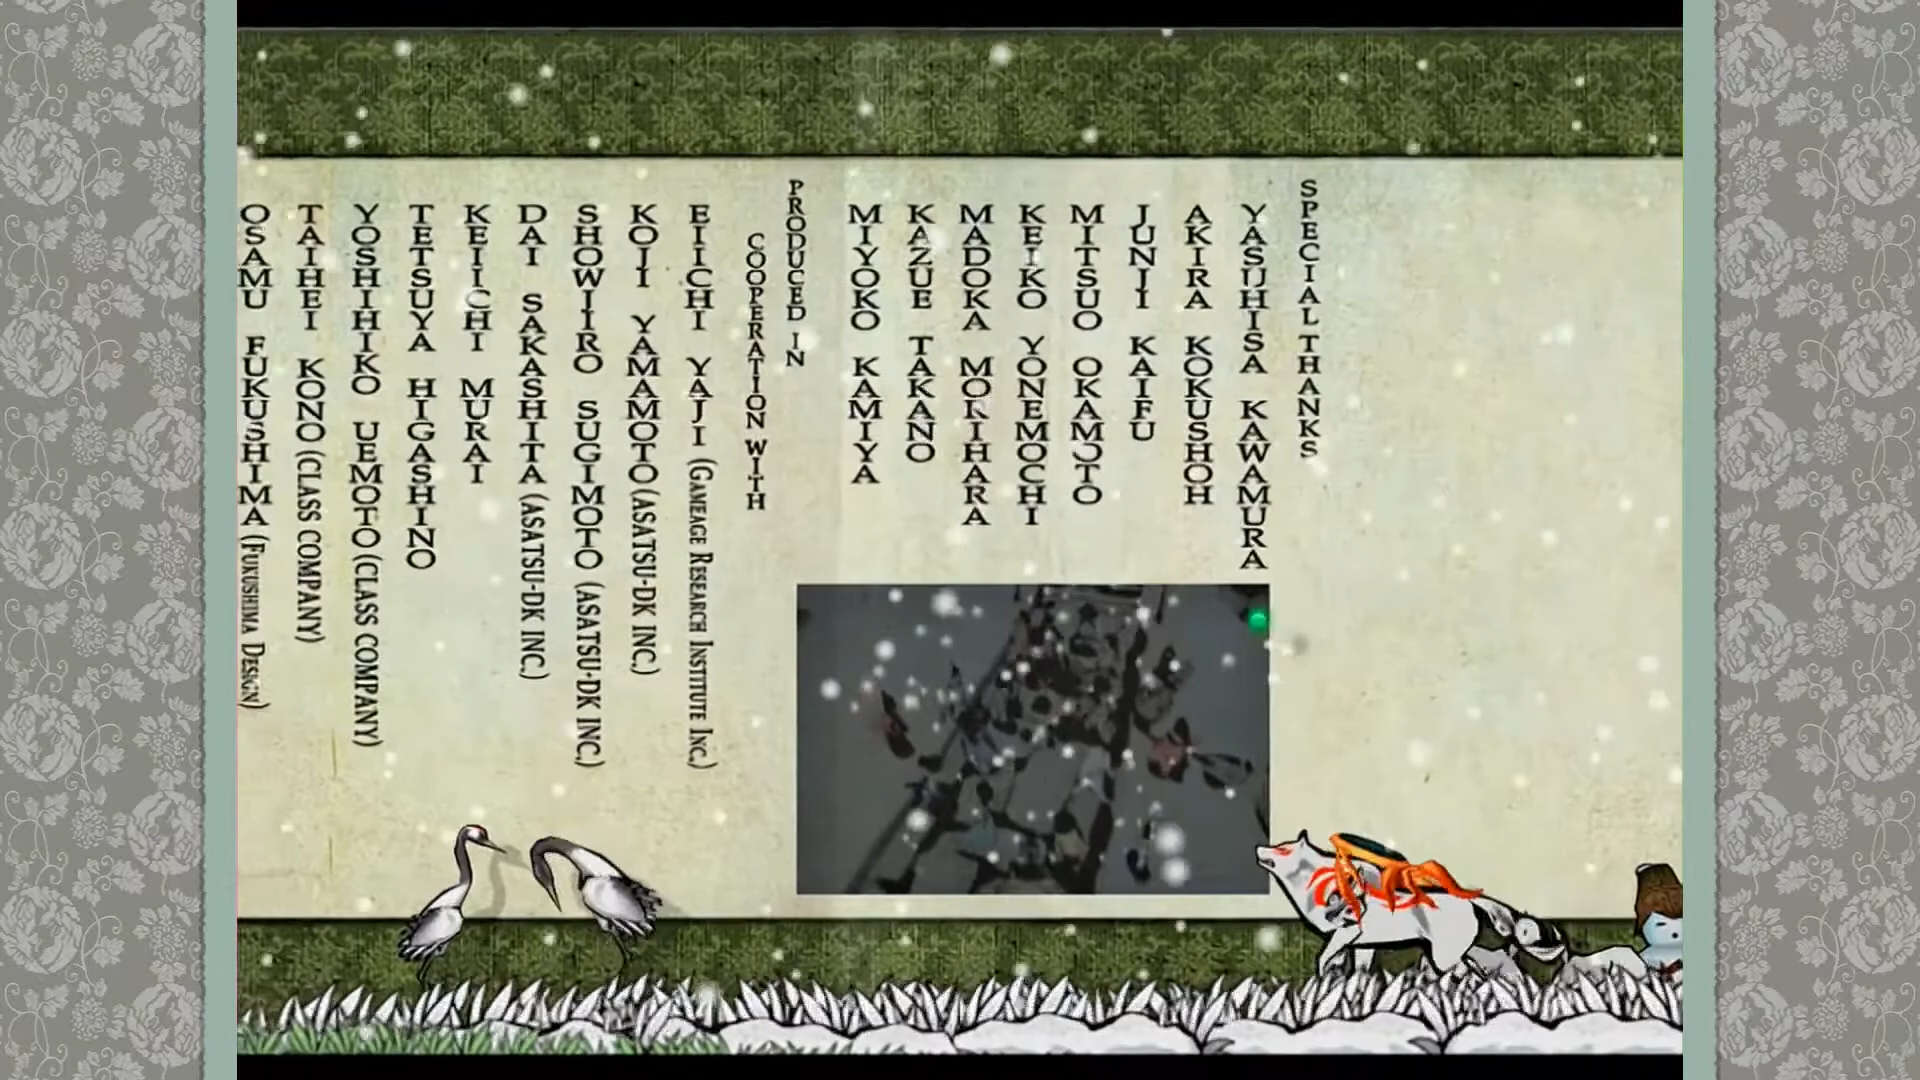 SPECIAL THANKS
YASUHISA KAWAMURA
AKIRA KOKUSHOH
JUNJI KAIFU
MITSUO OKAMOTO
KEIKO YONEMOCHI
MADOKA MORIHARA
KAZUE TAKANO
MIYOKO KAMIYA
PRODUCED IN
COOPERATION WITH
EIICHI YAJI (GAMEAGE RESEARCH INSTITUTE INC.)
KOJI YAMAMOTO (ASATSU-DK INC.)
SHOWJIRO SUGIMOTO (ASATSU-DK INC.)
DAI SAKASHITA (ASATSU-DK INC.)
KEIICHI MURAI
TETSUYA HIGASHINO
YOSHIHIKO UEMOTO (CLASS COMPANY)
TAIHEI KONO (CLASS COMPANY)
OSAMU FUKUSHIMA (FUKUSHIMA DESIGN)